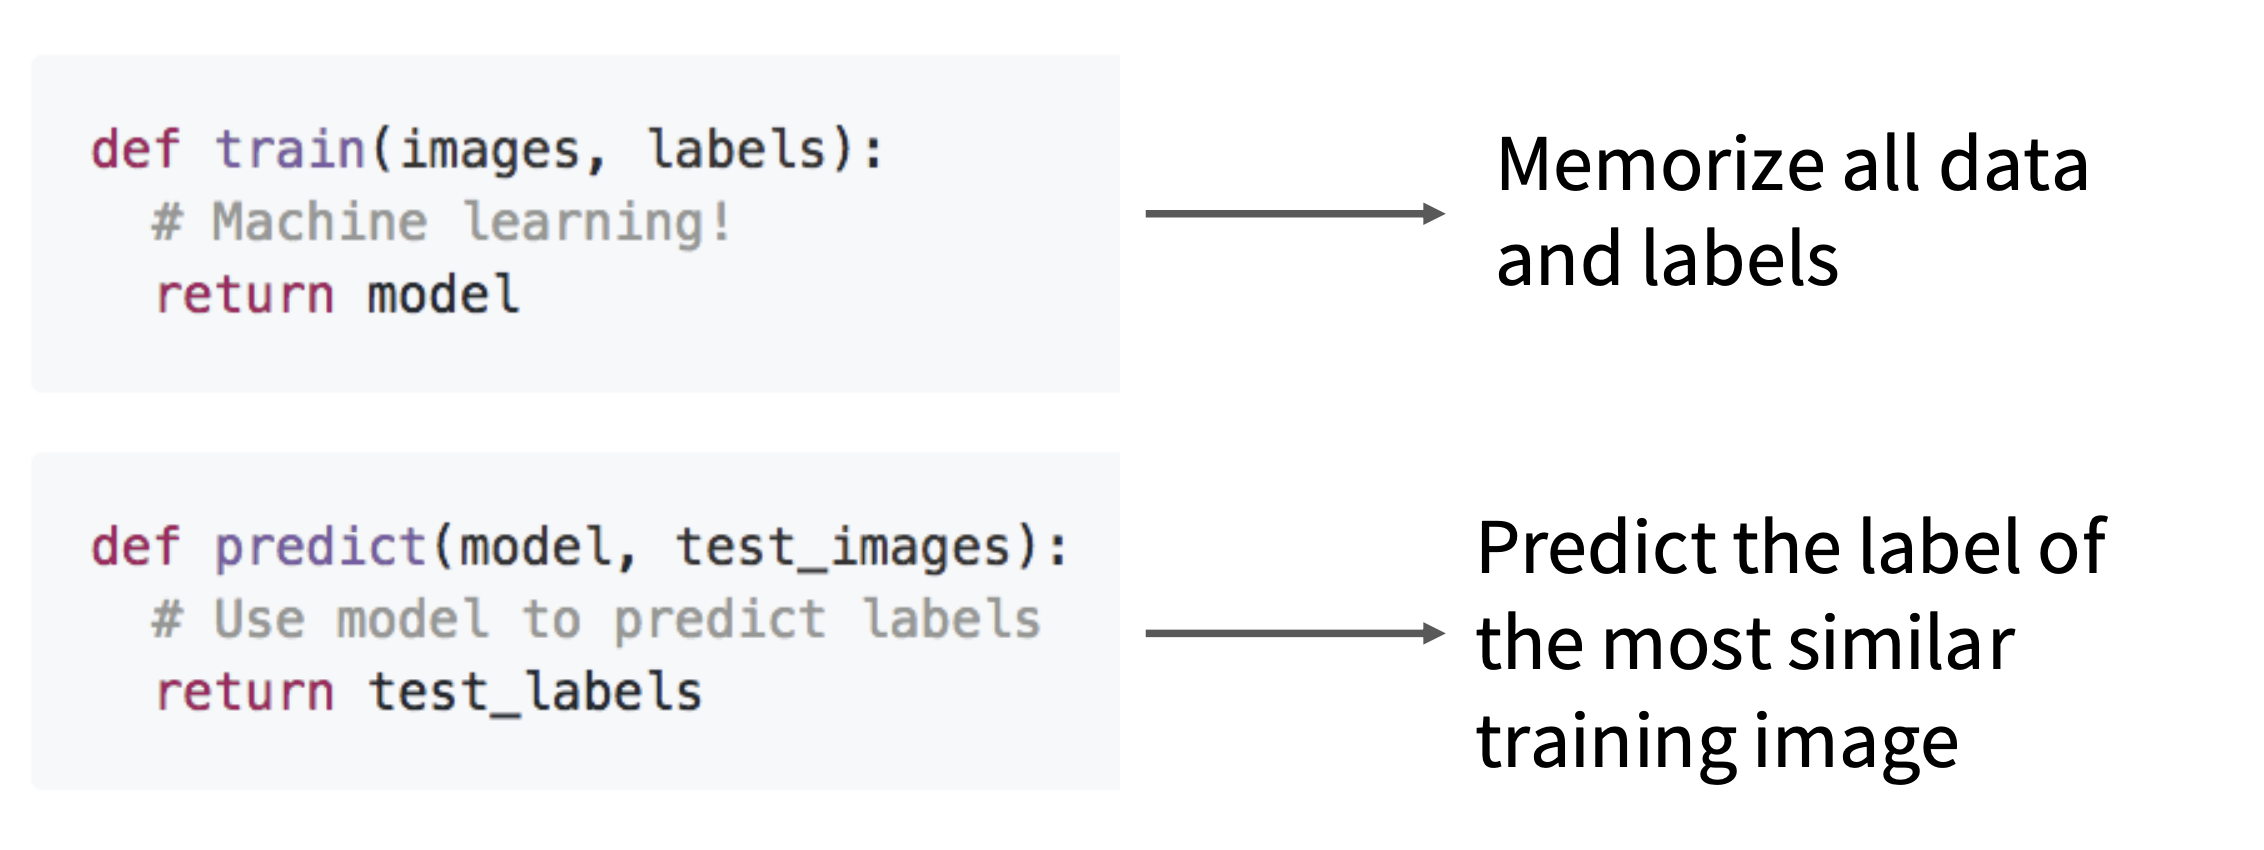 def train(images, labels):
  # Machine learning!
  return model
Memorize all data
and labels
def predict(model, test_images):
  # Use model to predict labels
  return test_labels
Predict the label of
the most similar
training image